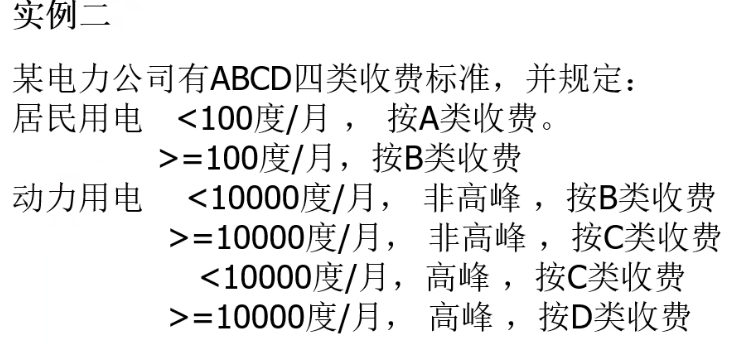 实例二
某电力公司有ABCD四类收费标准，并规定：
居民用电 <100度/月 ， 按A类收费。
>=100度/月，按B类收费
动力用电 <10000度/月， 非高峰 ，按B类收费
>=10000度/月， 非高峰 ，按C类收费
<10000度/月，高峰 ，按C类收费
>=10000度/月， 高峰 ，按D类收费